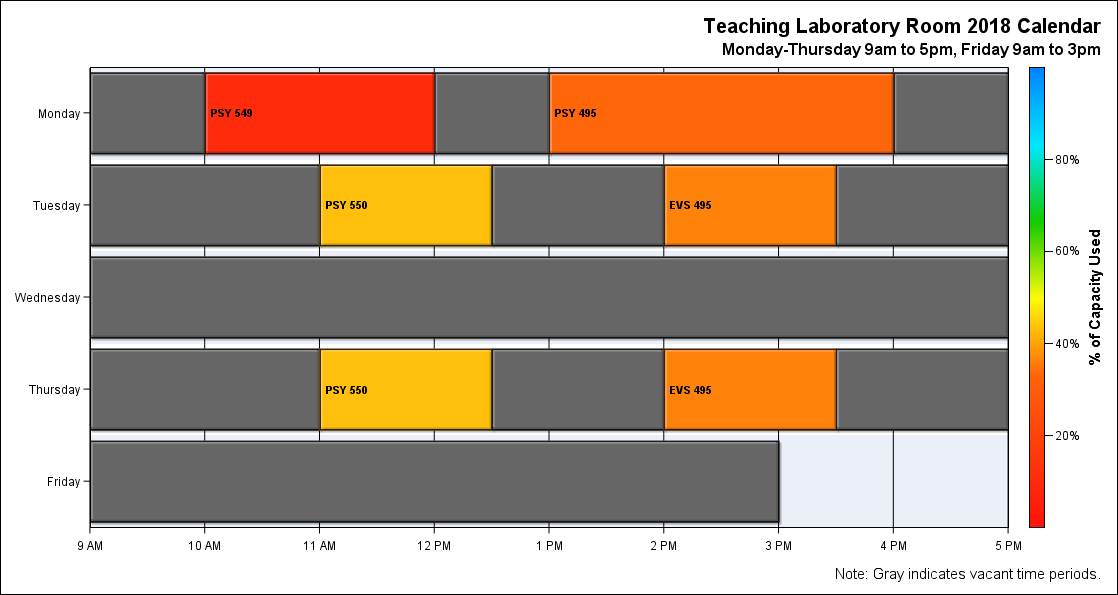 Teaching Laboratory Room 2018 Calendar
Monday-Thursday 9am to 5pm, Friday 9am to 3pm
Monday
PSY 549
PSY 495
Tuesday
PSY 550
EVS 495
Wednesday
Thursday
PSY 550
EVS 495
Friday
9 AM 10 AM 11 AM 12 PM 1 PM 2 PM 3 PM 4 PM 5 PM
80%
60%
40%
20%
% of Capacity Used
Note: Gray indicates vacant time periods.